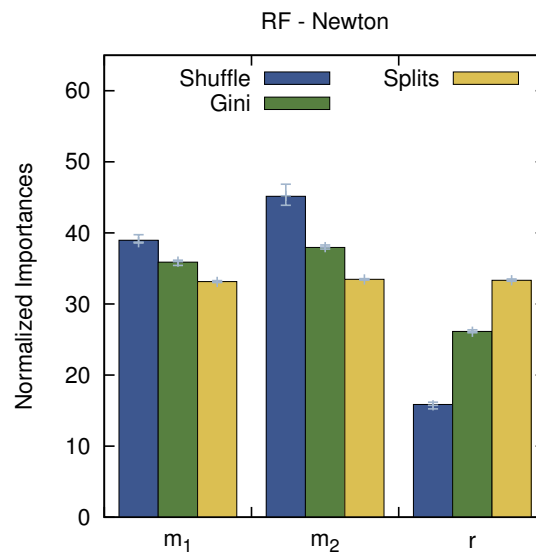 RF - Newton
Shuffle
Splits
Gini
Normalized Importances
60
50
40
30
20
10
0
m₁
m₂
r